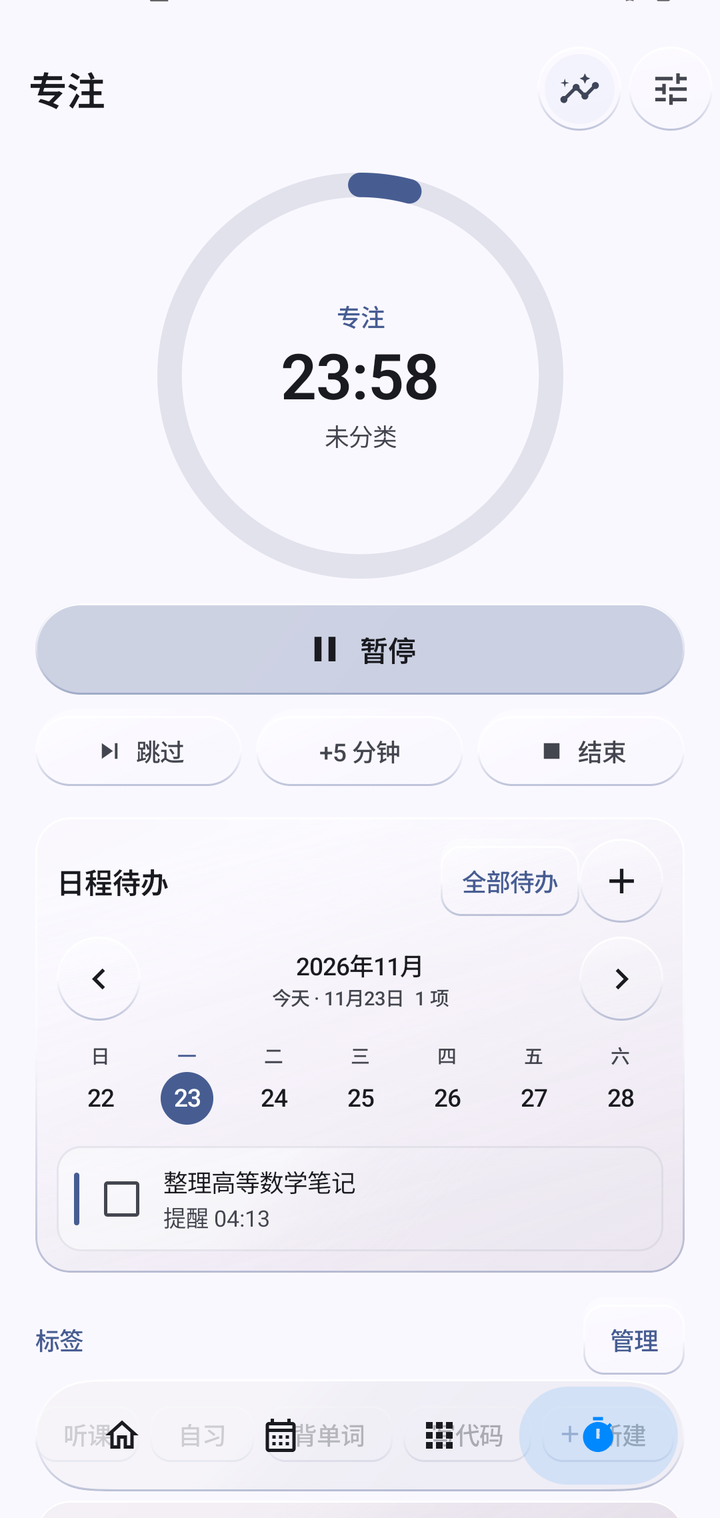 专注
专注
23:58
未分类
暂停
跳过
+5 分钟
结束
日程待办
全部待办
2026年11月
今天 · 11月23日 1 项
日 一 二 三 四 五 六
22 23 24 25 26 27 28
整理高等数学笔记
提醒 04:13
标签
管理
听课
自习
背单词
代码
+ 新建